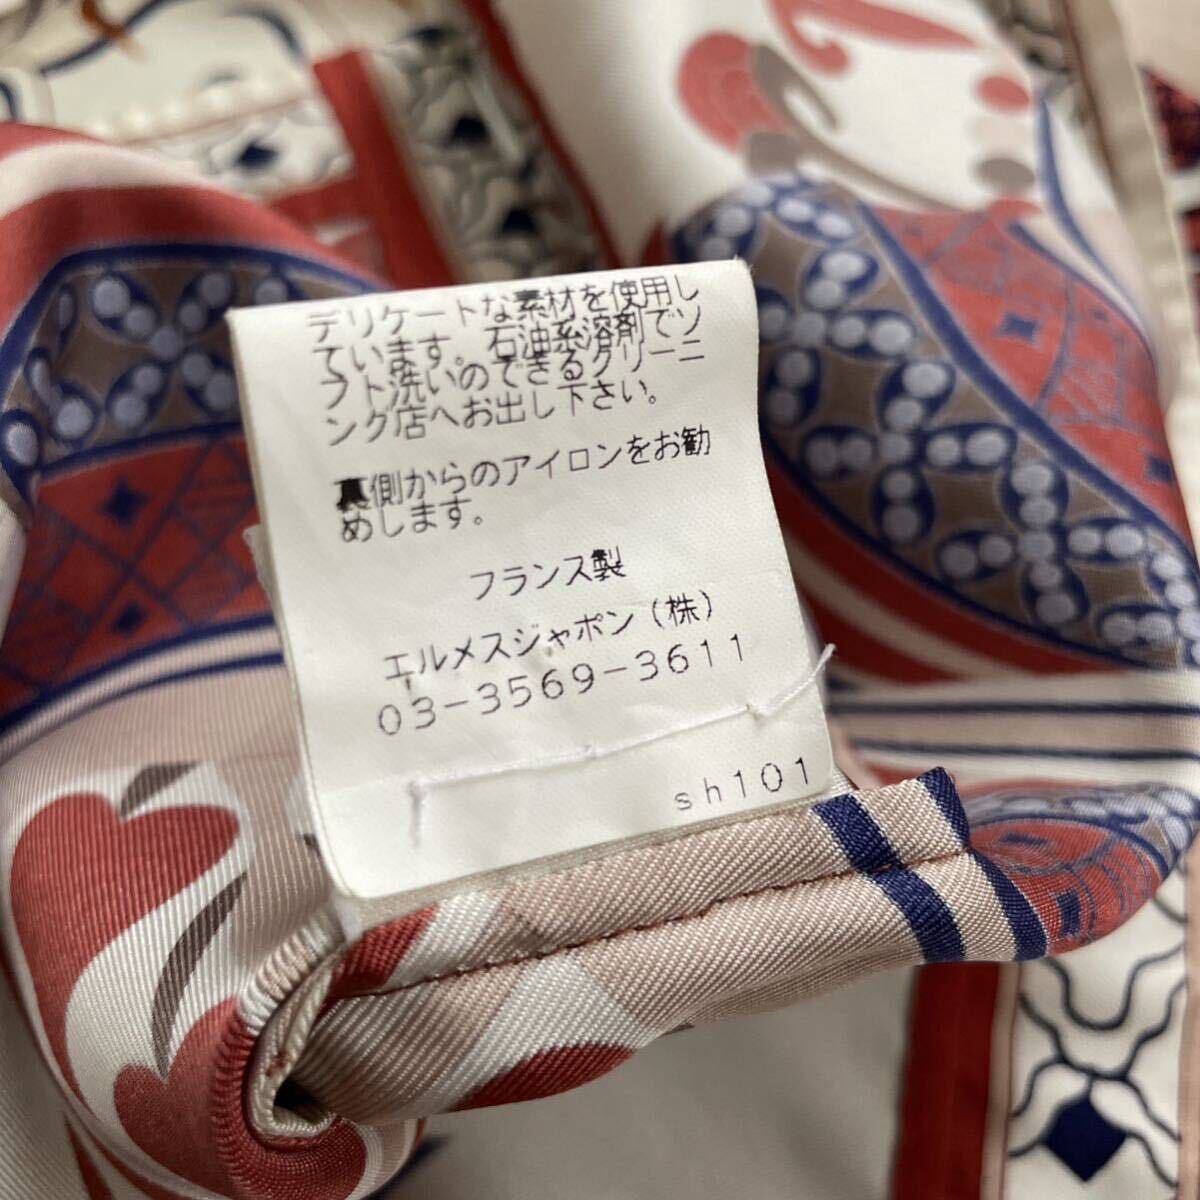 デリケートな素材を使用し
ています。石油系溶剤でソ
フト洗いのできるクリーニ
ング店へお出し下さい。
裏側からのアイロンをお勧
めします。
フランス製
エルメスジャポン(株)
03-3569-3611
sh101